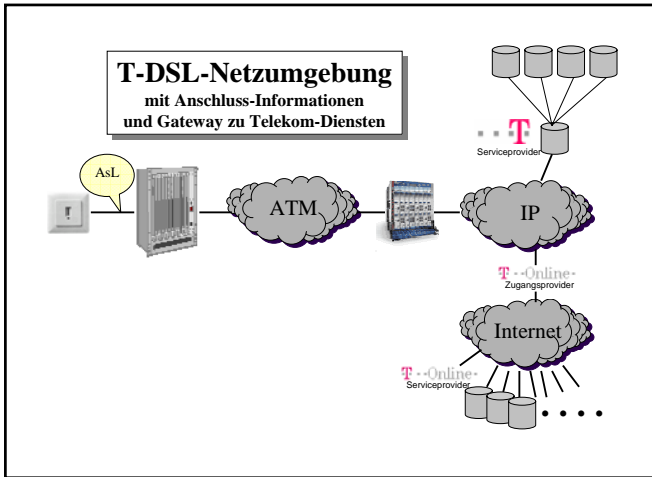 T-DSL-Netzumgebung
mit Anschluss-Informationen
und Gateway zu Telekom-Diensten
T
Serviceprovider
AsL
ATM
IP
T - -Online-
Zugangsprovider
Internet
T - -Online-
Serviceprovider